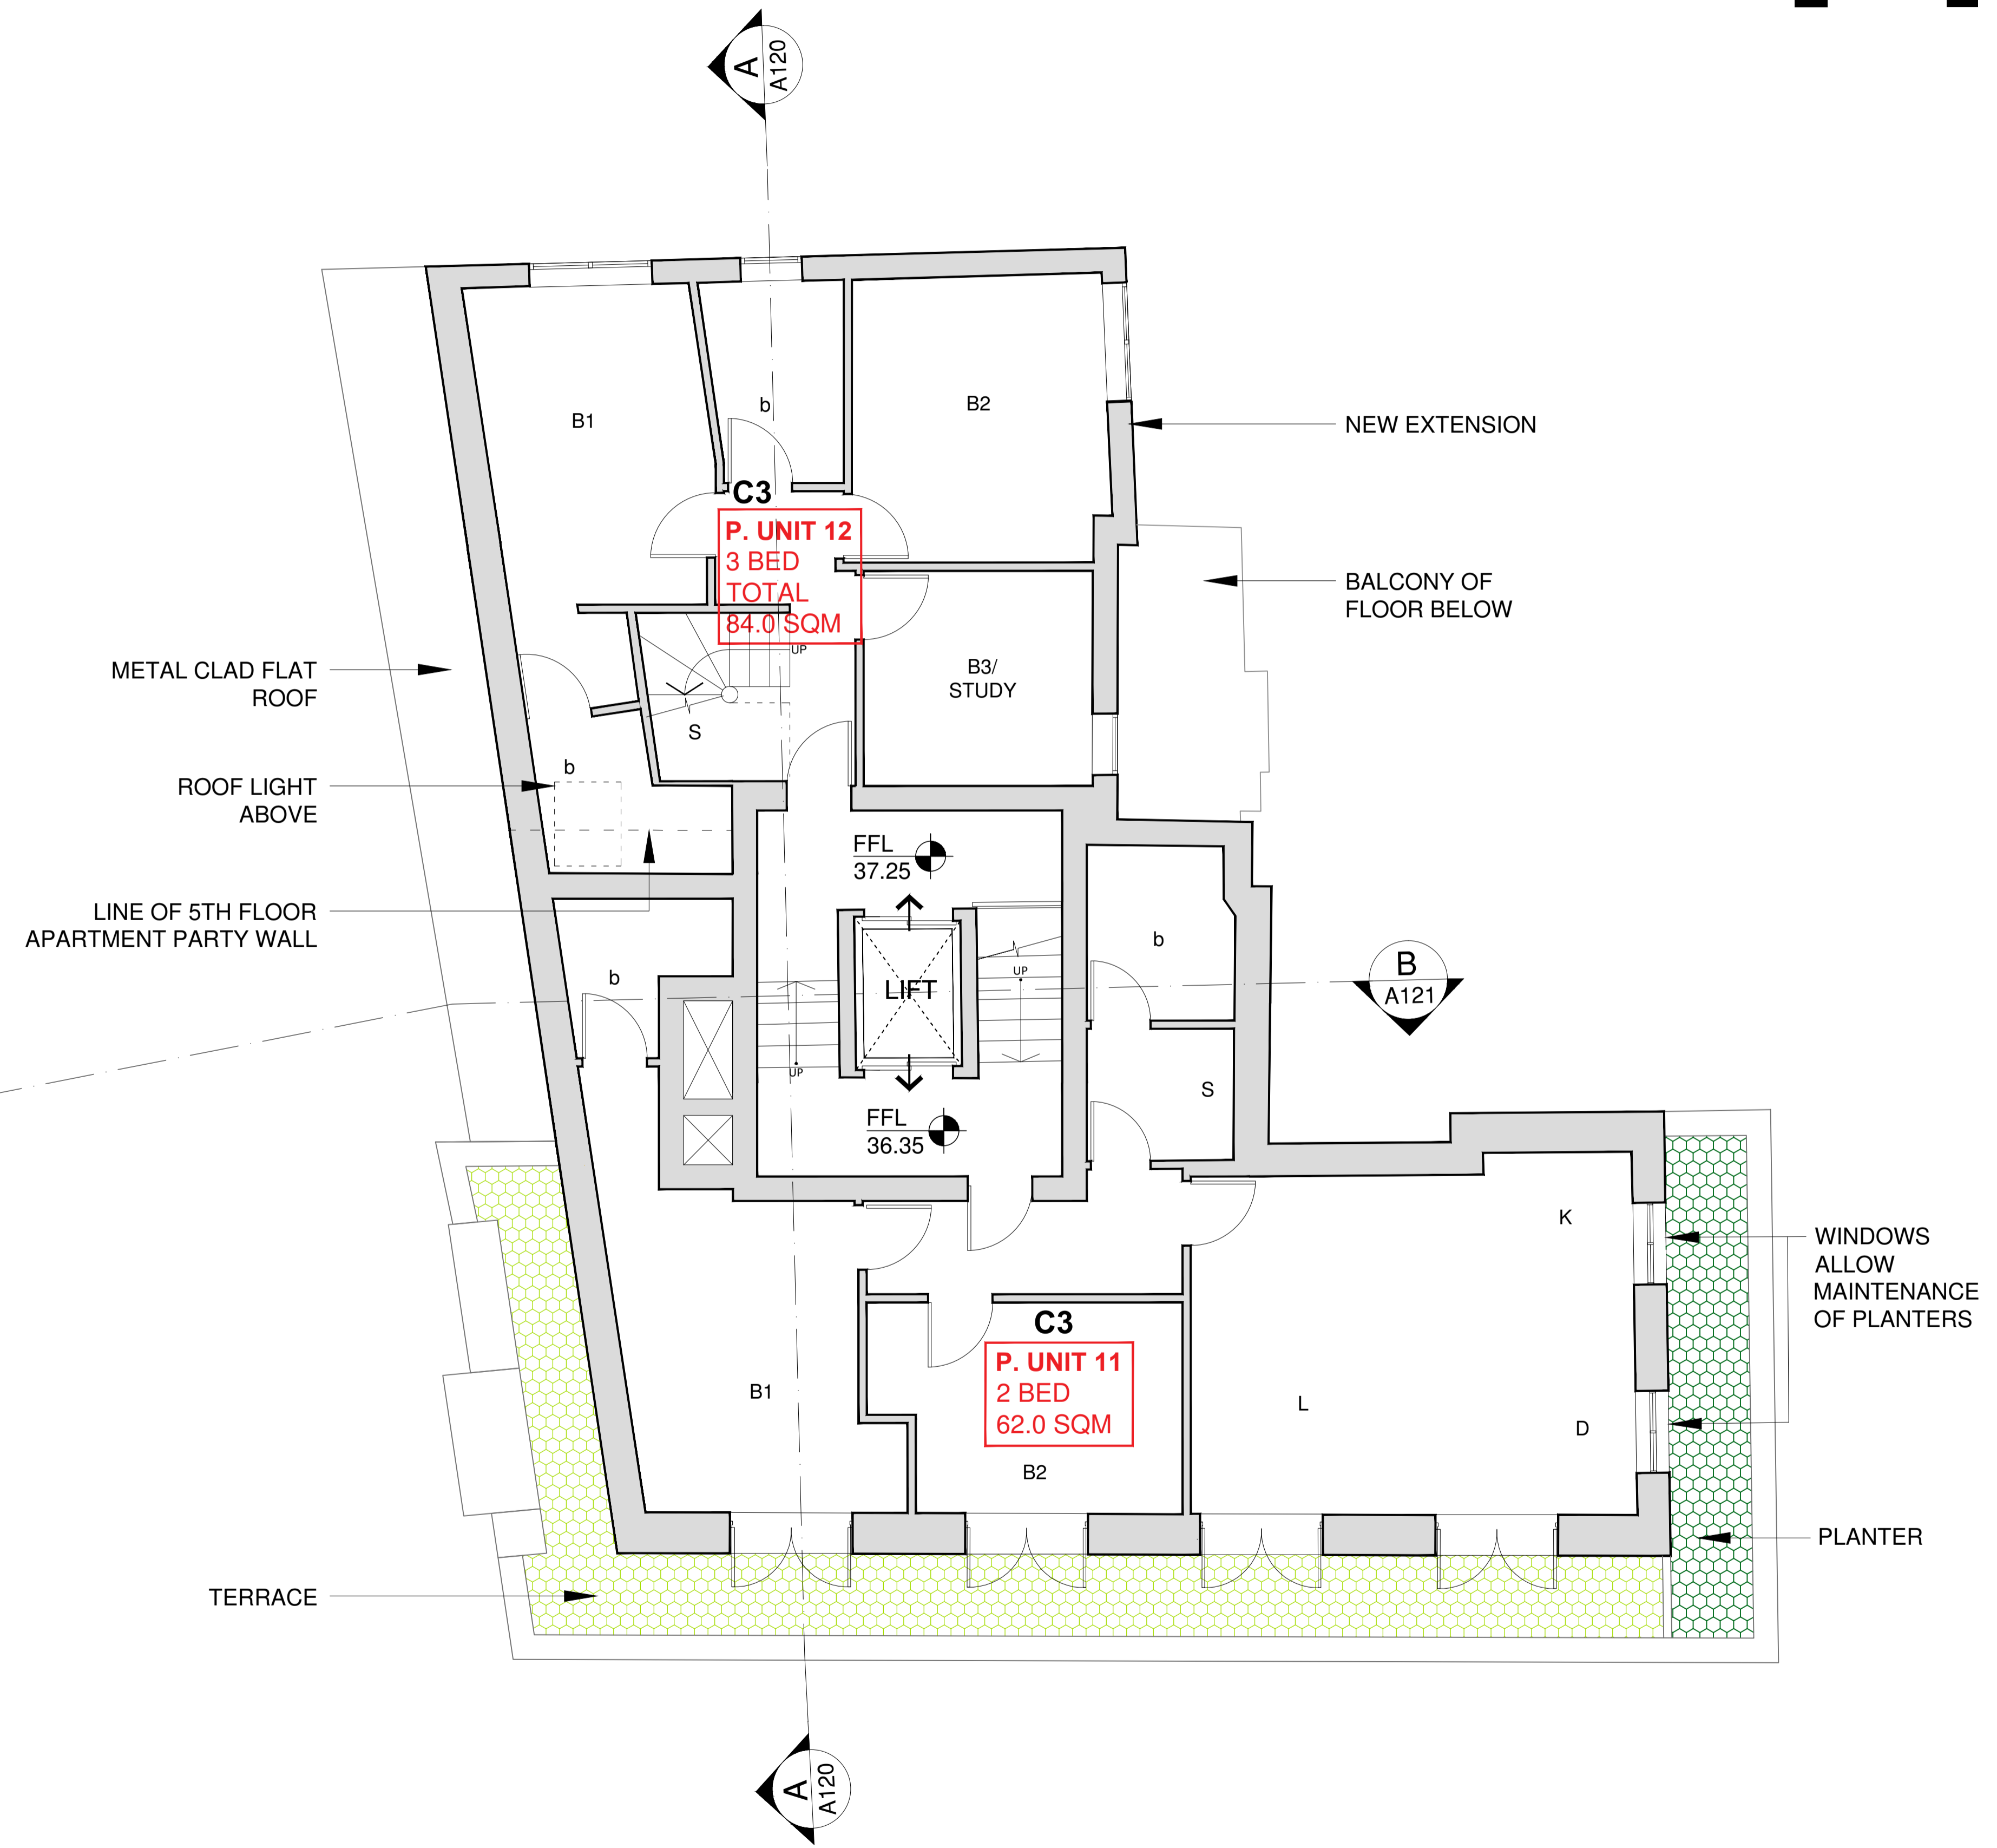 A
A120
B1
b
B2
NEW EXTENSION
C3
P. UNIT 12
3 BED
TOTAL
84.0 SQM
BALCONY OF
FLOOR BELOW
UP
B3/
STUDY
METAL CLAD FLAT
ROOF
S
b
ROOF LIGHT
ABOVE
FFL
37.25
LINE OF 5TH FLOOR
APARTMENT PARTY WALL
b
b
LIFT
UP
B
A121
UP
S
FFL
36.35
K
WINDOWS
ALLOW
MAINTENANCE
OF PLANTERS
C3
P. UNIT 11
2 BED
62.0 SQM
B1
L
D
B2
PLANTER
TERRACE
A
A120